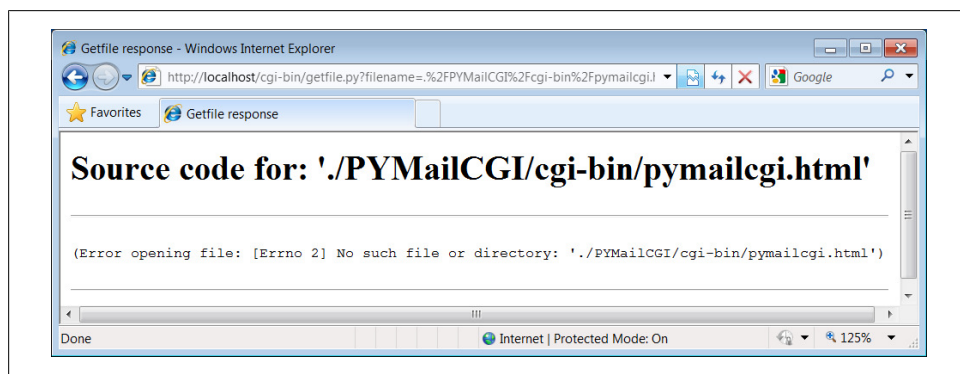 Getfile response - Windows Internet Explorer
http://localhost/cgi-bin/getfile.py?filename=.%2FPYMailCGI%2Fcgi-bin%2Fpymailcgi.l
Google
Favorites
Getfile response
Source code for: './PYMailCGI/cgi-bin/pymailcgi.html'
(Error opening file: [Errno 2] No such file or directory: './PYMailCGI/cgi-bin/pymailcgi.html')
Done
Internet | Protected Mode: On
125%